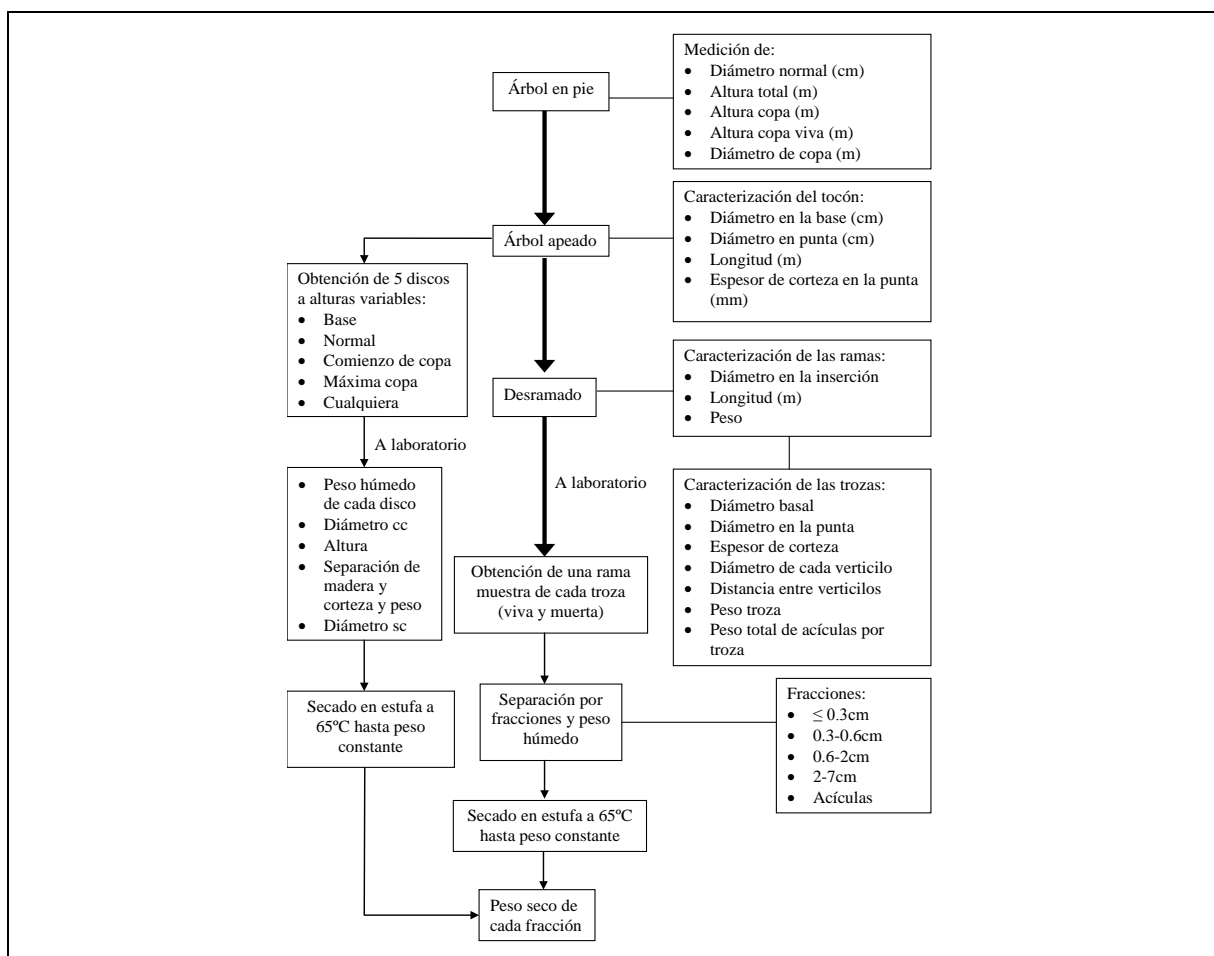 Árbol en pie
Medición de:
• Diámetro normal (cm)
• Altura total (m)
• Altura copa (m)
• Altura copa viva (m)
• Diámetro de copa (m)
Árbol apeado
Caracterización del tocón:
• Diámetro en la base (cm)
• Diámetro en punta (cm)
• Longitud (m)
• Espesor de corteza en la punta
(mm)
Obtención de 5 discos
a alturas variables:
• Base
• Normal
• Comienzo de copa
• Máxima copa
• Cualquiera
Desramado
Caracterización de las ramas:
• Diámetro en la inserción
• Longitud (m)
• Peso
A laboratorio
• Peso húmedo
de cada disco
• Diámetro cc
• Altura
• Separación de
madera y
corteza y peso
• Diámetro sc
A laboratorio
Caracterización de las trozas:
• Diámetro basal
• Diámetro en la punta
• Espesor de corteza
• Diámetro de cada verticilo
• Distancia entre verticilos
• Peso troza
• Peso total de acículas por
troza
Obtención de una rama
muestra de cada troza
(viva y muerta)
Secado en estufa a
65ºC hasta peso
constante
Separación por
fracciones y peso
húmedo
Fracciones:
• ≤ 0.3cm
• 0.3-0.6cm
• 0.6-2cm
• 2-7cm
• Acículas
Secado en estufa a 65ºC
hasta peso constante
Peso seco de
cada fracción